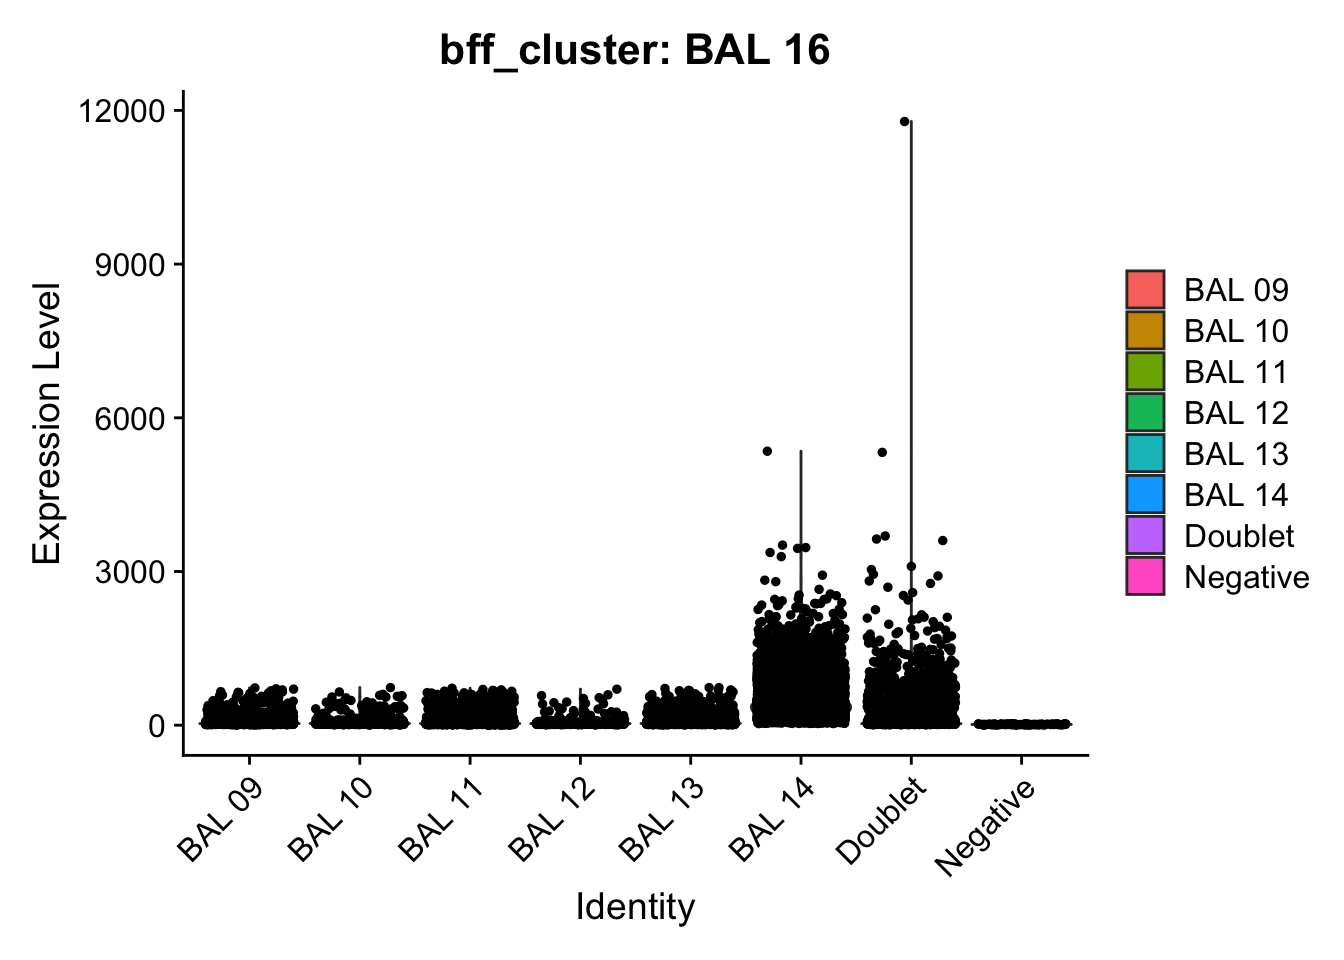 bff_cluster: BAL 16
12000
9000
6000
3000
0
Expression Level
BAL 09
BAL 10
BAL 11
BAL 12
BAL 13
BAL 14
Doublet
Negative
Identity
BAL 09
BAL 10
BAL 11
BAL 12
BAL 13
BAL 14
Doublet
Negative